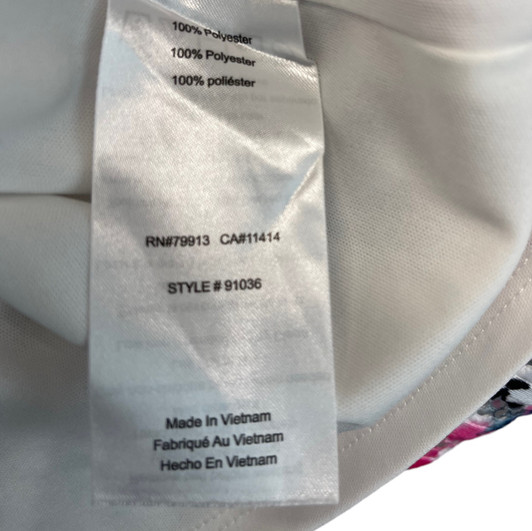 100% Polyester
100% Polyester
100% poliéster
RN#79913 CA#11414
STYLE # 91036
Made In Vietnam
Fabriqué Au Vietnam
Hecho En Vietnam